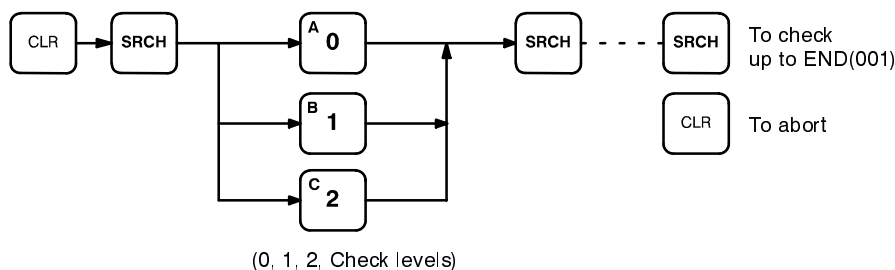 CLR
SRCH
A
0
SRCH
SRCH
To check
up to END(001)
B
1
CLR
To abort
C
2
(0, 1, 2, Check levels)